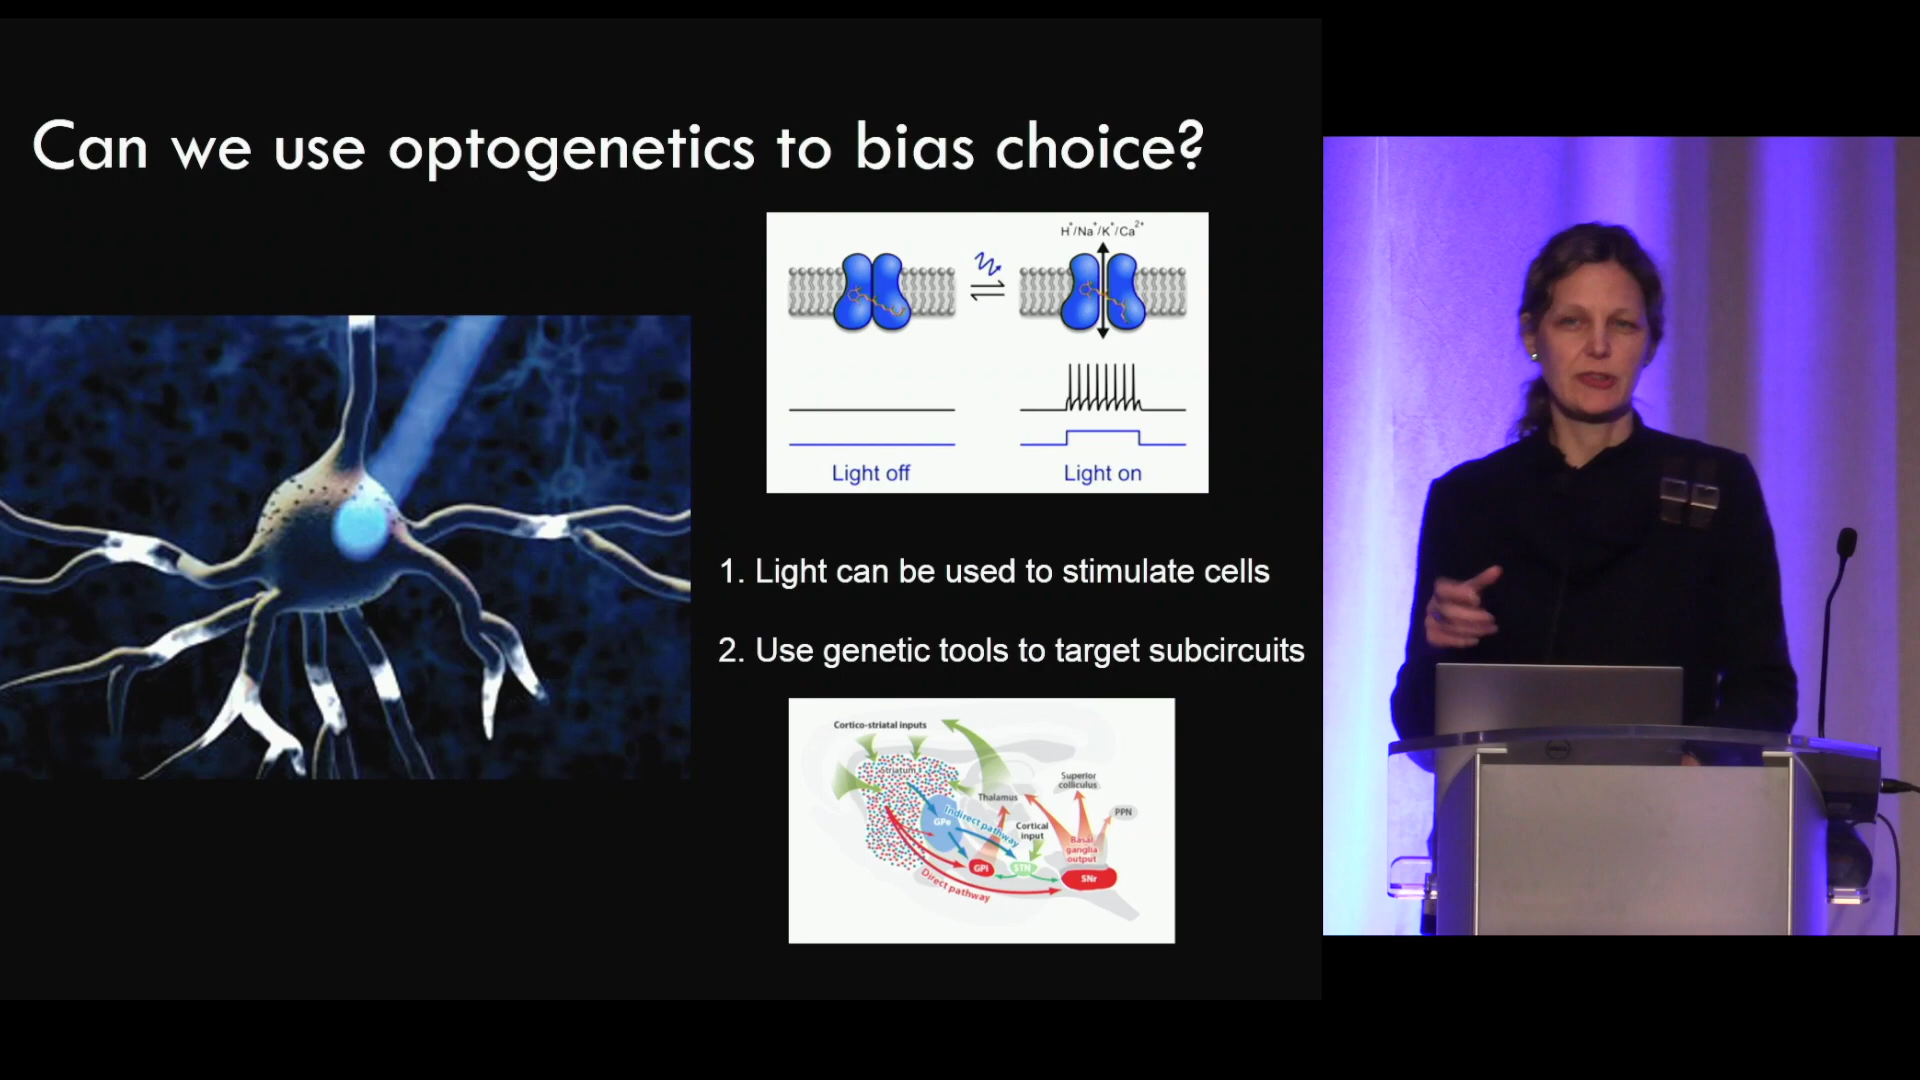 Can we use optogenetics to bias choice?
H⁺/Na⁺/K⁺/Ca²⁺
Light off
Light on
1. Light can be used to stimulate cells
2. Use genetic tools to target subcircuits
Cortico-striatal inputs
Striatum
Thalamus
Superior
colliculus
PPN
GPe
Indirect pathway
Cortical
input
Basal
ganglia
output
GPi
STN
SNr
Direct pathway